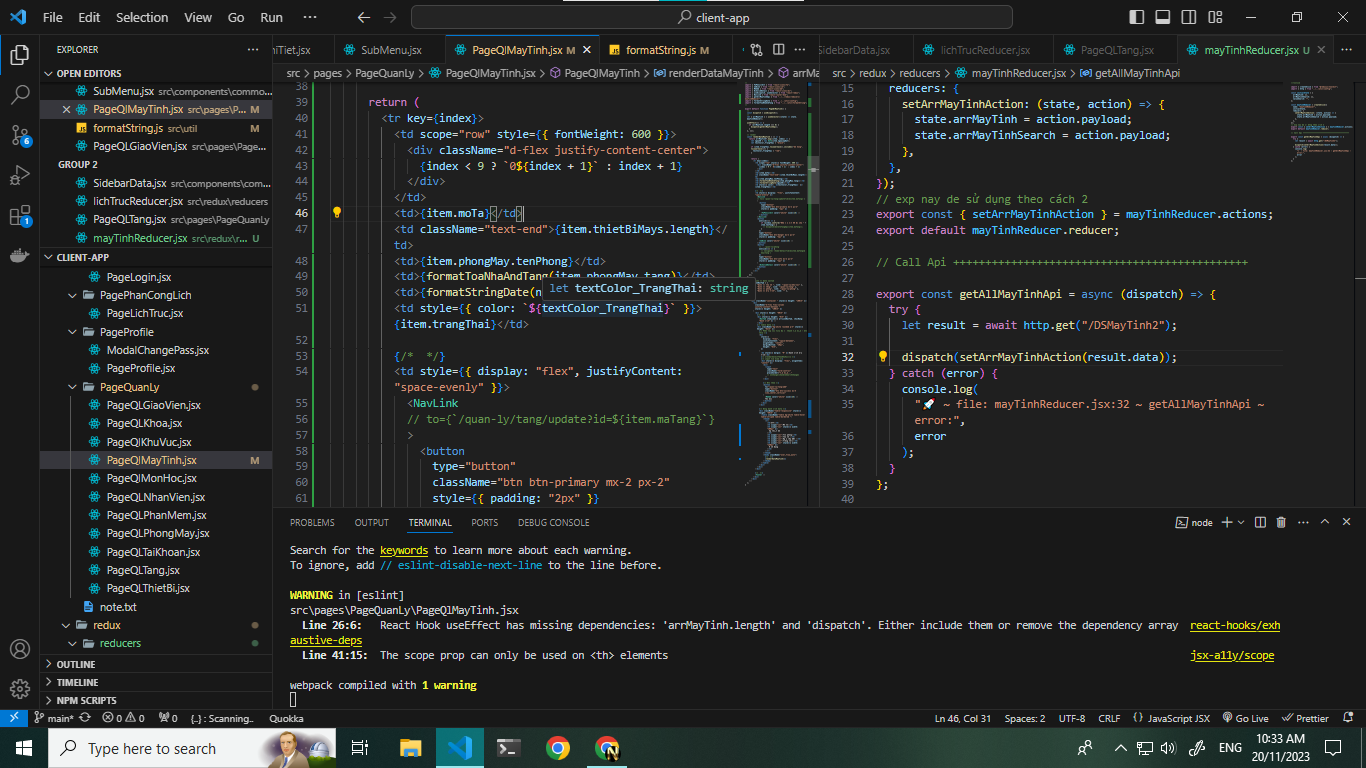 File Edit Selection View Go Run ··· client-app
EXPLORER
OPEN EDITORS
SubMenu.jsx src\components\commo...
PageQlMayTinh.jsx src\pages\P... M
formatString.js src\util M
PageQLGiaoVien.jsx src\pages\Page...
GROUP 2
SidebarData.jsx src\components\com...
lichTrucReducer.jsx src\redux\reducers
PageQLTang.jsx src\pages\PageQuanLy
mayTinhReducer.jsx src\redux\r... U
CLIENT-APP
PageLogin.jsx
PagePhanCongLich
PageLichTruc.jsx
PageProfile
ModalChangePass.jsx
PageProfile.jsx
PageQuanLy
PageQLGiaoVien.jsx
PageQLKhoa.jsx
PageQlKhuVuc.jsx
PageQlMayTinh.jsx M
PageQlMonHoc.jsx
PageQLNhanVien.jsx
PageQLPhanMem.jsx
PageQLPhongMay.jsx
PageQLTaiKhoan.jsx
PageQLTang.jsx
PageQLThietBi.jsx
note.txt
redux
reducers
OUTLINE
TIMELINE
NPM SCRIPTS
6
1
niTiet.jsx SubMenu.jsx PageQlMayTinh.jsx M formatString.js M
src > pages > PageQuanLy > PageQlMayTinh.jsx > PageQlMayTinh > renderDataMayTinh > arrMa
38
39 return (
40 <tr key={index}>
41 <td scope="row" style={{ fontWeight: 600 }}>
42 <div className="d-flex justify-content-center">
43 {index < 9 ? `0${index + 1}` : index + 1}
44 </div>
45 </td>
46 <td>{item.moTa}</td>
47 <td className="text-end">{item.thietBiMays.length}</
td>
48 <td>{item.phongMay.tenPhong}</td>
49 <td>{formatToaNhaAndTang(item.phongMay.tang)}</td>
50 <td>{formatStringDate(n
let textColor_TrangThai: string
51 <td style={{ color: `${textColor_TrangThai}` }}>
{item.trangThai}</td>
52
53 {/*  */}
54 <td style={{ display: "flex", justifyContent:
"space-evenly" }}>
55 <NavLink
56 // to={`/quan-ly/tang/update?id=${item.maTang}`}
57 >
58 <button
59 type="button"
60 className="btn btn-primary mx-2 px-2"
61 style={{ padding: "2px" }}
SidebarData.jsx lichTrucReducer.jsx PageQLTang.jsx mayTinhReducer.jsx U
src > redux > reducers > mayTinhReducer.jsx > getAllMayTinhApi
15 reducers: {
16 setArrMayTinhAction: (state, action) => {
17 state.arrMayTinh = action.payload;
18 state.arrMayTinhSearch = action.payload;
19 },
20 },
21 });
22 // exp nay de sử dụng theo cách 2
23 export const { setArrMayTinhAction } = mayTinhReducer.actions;
24 export default mayTinhReducer.reducer;
25
26 // Call Api ++++++++++++++++++++++++++++++++++++++++++++++
27
28 export const getAllMayTinhApi = async (dispatch) => {
29 try {
30 let result = await http.get("/DSMayTinh2");
31
32 dispatch(setArrMayTinhAction(result.data));
33 } catch (error) {
34 console.log(
35 "🚀 ~ file: mayTinhReducer.jsx:32 ~ getAllMayTinhApi ~
error:",
36 error
37 );
38 }
39 };
40
PROBLEMS OUTPUT TERMINAL PORTS DEBUG CONSOLE node
Search for the keywords to learn more about each warning.
To ignore, add // eslint-disable-next-line to the line before.
WARNING in [eslint]
src\pages\PageQuanLy\PageQlMayTinh.jsx
Line 26:6: React Hook useEffect has missing dependencies: 'arrMayTinh.length' and 'dispatch'. Either include them or remove the dependency array react-hooks/exh
austive-deps
Line 41:15: The scope prop can only be used on <th> elements jsx-a11y/scope
webpack compiled with 1 warning
main* 0 0 0 {..} : Scanning.. Quokka Ln 46, Col 31 Spaces: 2 UTF-8 CRLF JavaScript JSX Go Live Prettier
Type here to search ENG 10:33 AM
20/11/2023